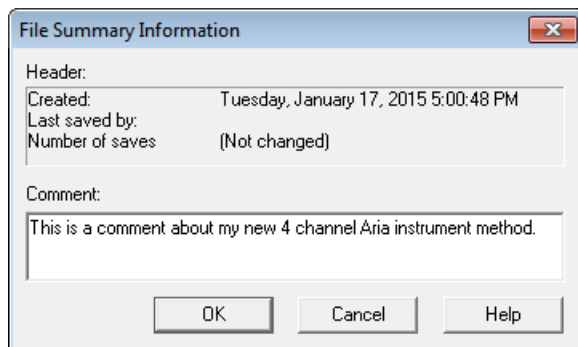 File Summary Information
Header:
Created: Tuesday, January 17, 2015 5:00:48 PM
Last saved by:
Number of saves (Not changed)
Comment:
This is a comment about my new 4 channel Aria instrument method.
OK Cancel Help